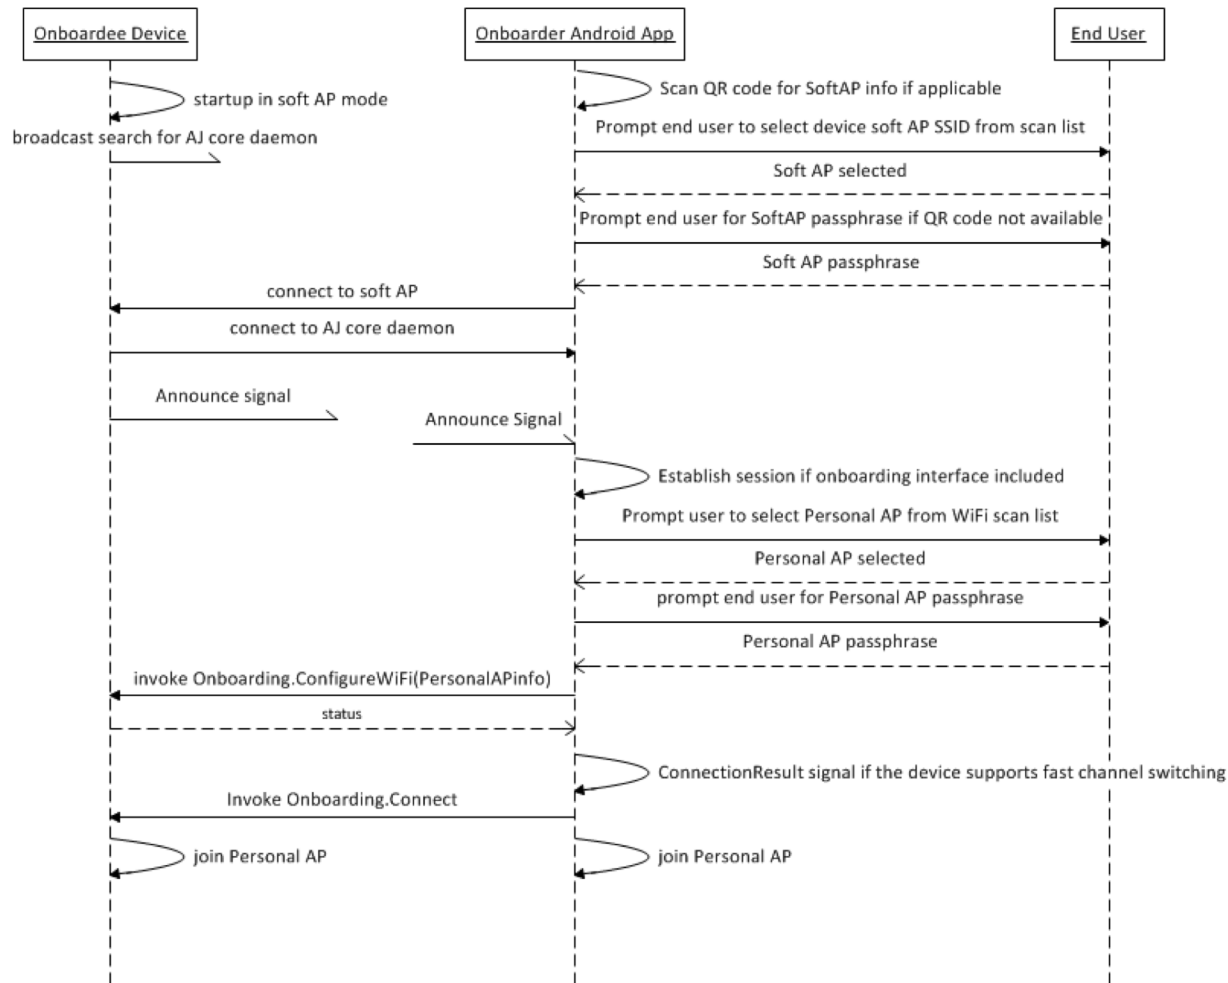 Onboardee Device
Onboarder Android App
End User
startup in soft AP mode
Scan QR code for SoftAP info if applicable
broadcast search for AJ core daemon
Prompt end user to select device soft AP SSID from scan list
Soft AP selected
Prompt end user for SoftAP passphrase if QR code not available
Soft AP passphrase
connect to soft AP
connect to AJ core daemon
Announce signal
Announce Signal
Establish session if onboarding interface included
Prompt user to select Personal AP from WiFi scan list
Personal AP selected
prompt end user for Personal AP passphrase
Personal AP passphrase
invoke Onboarding.ConfigureWiFi(PersonalAPinfo)
status
ConnectionResult signal if the device supports fast channel switching
Invoke Onboarding.Connect
join Personal AP
join Personal AP